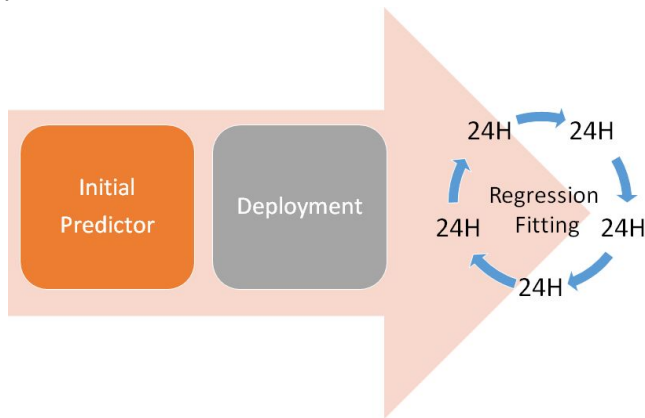 Initial
Predictor
Deployment
24H
24H
24H
24H
24H
Regression
Fitting